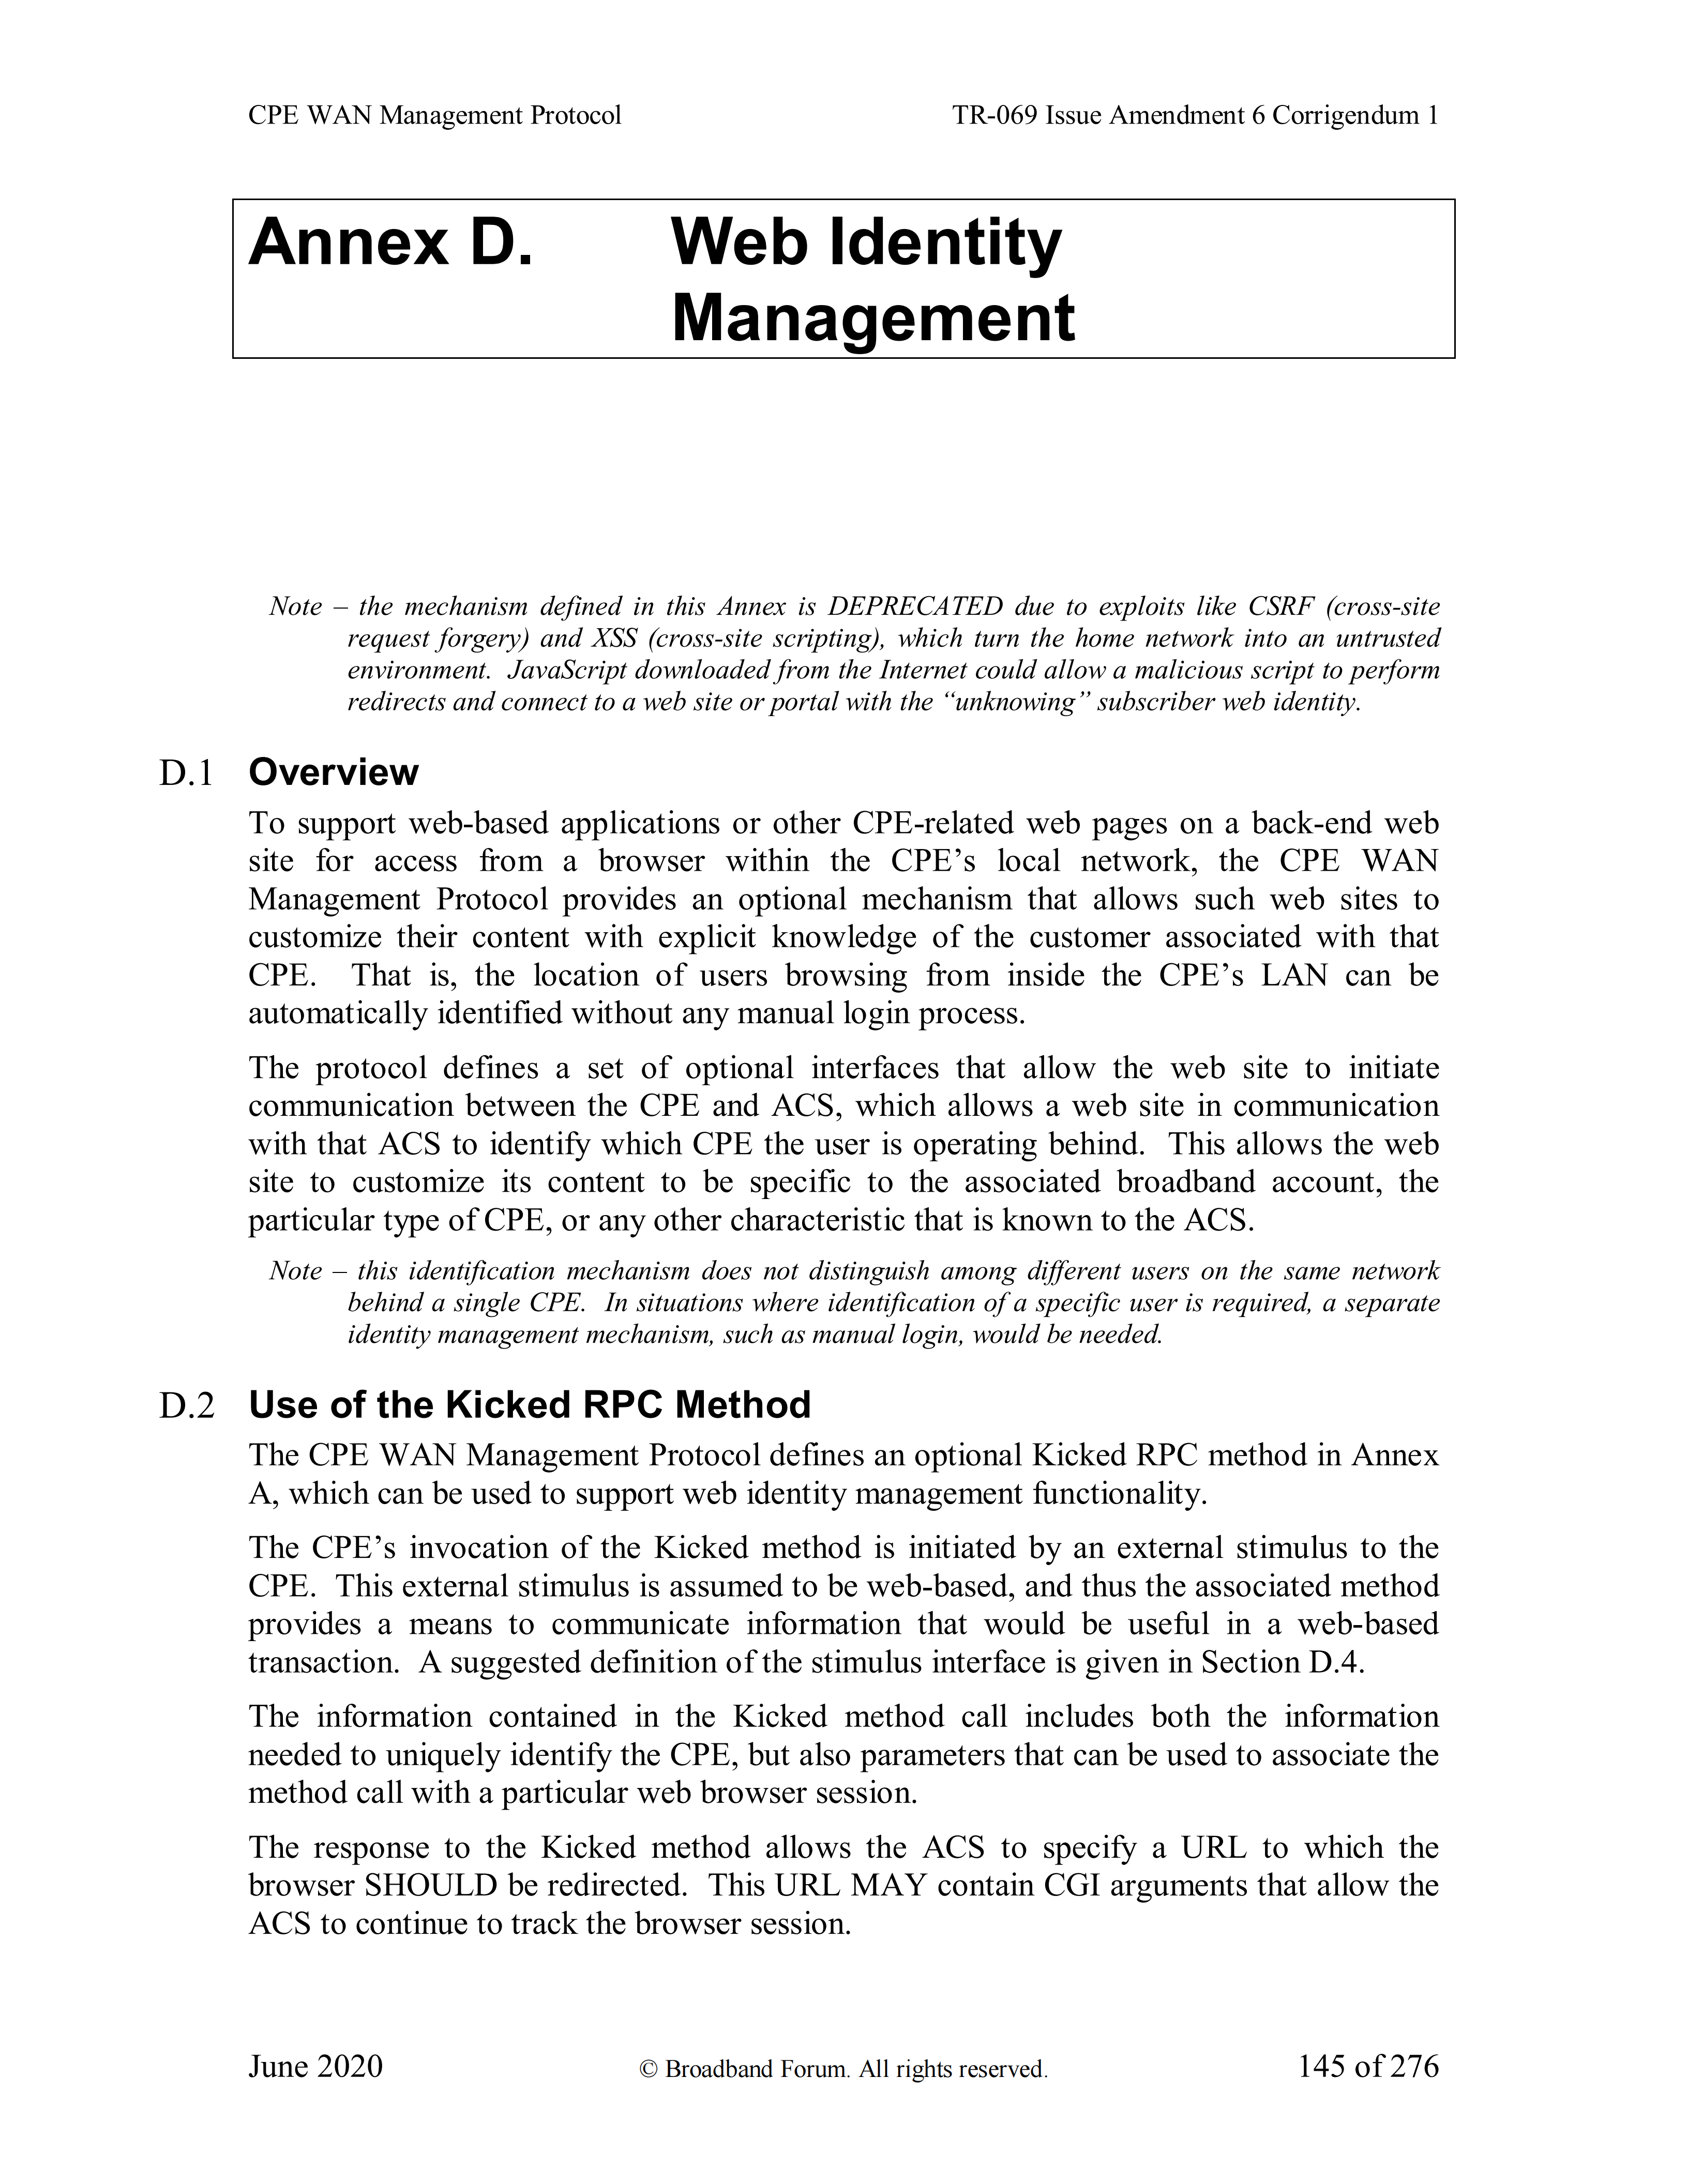 CPE WAN Management Protocol TR-069 Issue Amendment 6 Corrigendum 1
Annex D. Web Identity
Management
Note – the mechanism defined in this Annex is DEPRECATED due to exploits like CSRF (cross-site
request forgery) and XSS (cross-site scripting), which turn the home network into an untrusted
environment. JavaScript downloaded from the Internet could allow a malicious script to perform
redirects and connect to a web site or portal with the “unknowing” subscriber web identity.
D.1 Overview
To support web-based applications or other CPE-related web pages on a back-end web
site for access from a browser within the CPE’s local network, the CPE WAN
Management Protocol provides an optional mechanism that allows such web sites to
customize their content with explicit knowledge of the customer associated with that
CPE. That is, the location of users browsing from inside the CPE’s LAN can be
automatically identified without any manual login process.
The protocol defines a set of optional interfaces that allow the web site to initiate
communication between the CPE and ACS, which allows a web site in communication
with that ACS to identify which CPE the user is operating behind. This allows the web
site to customize its content to be specific to the associated broadband account, the
particular type of CPE, or any other characteristic that is known to the ACS.
Note – this identification mechanism does not distinguish among different users on the same network
behind a single CPE. In situations where identification of a specific user is required, a separate
identity management mechanism, such as manual login, would be needed.
D.2 Use of the Kicked RPC Method
The CPE WAN Management Protocol defines an optional Kicked RPC method in Annex
A, which can be used to support web identity management functionality.
The CPE’s invocation of the Kicked method is initiated by an external stimulus to the
CPE. This external stimulus is assumed to be web-based, and thus the associated method
provides a means to communicate information that would be useful in a web-based
transaction. A suggested definition of the stimulus interface is given in Section D.4.
The information contained in the Kicked method call includes both the information
needed to uniquely identify the CPE, but also parameters that can be used to associate the
method call with a particular web browser session.
The response to the Kicked method allows the ACS to specify a URL to which the
browser SHOULD be redirected. This URL MAY contain CGI arguments that allow the
ACS to continue to track the browser session.
June 2020 © Broadband Forum. All rights reserved. 145 of 276